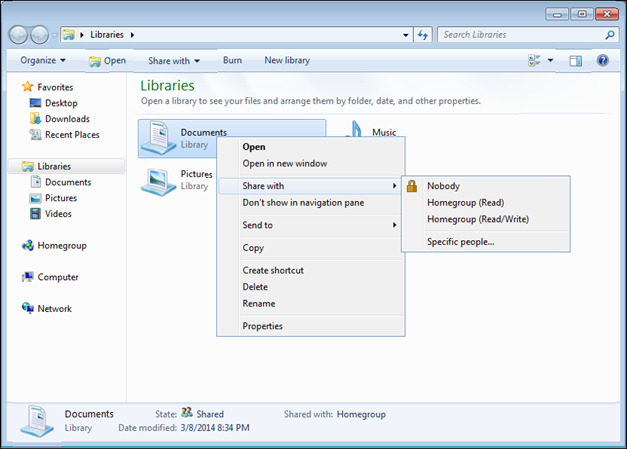 Libraries
Search Libraries
Organize
Open
Share with
Burn
New library
Favorites
Desktop
Downloads
Recent Places
Libraries
Documents
Pictures
Videos
Homegroup
Computer
Network
Libraries
Open a library to see your files and arrange them by folder, date, and other properties.
Documents
Library
Music
Pictures
Library
Open
Open in new window
Share with
Don't show in navigation pane
Send to
Copy
Create shortcut
Delete
Rename
Properties
Nobody
Homegroup (Read)
Homegroup (Read/Write)
Specific people...
Documents State: Shared Shared with: Homegroup
Library Date modified: 3/8/2014 8:34 PM